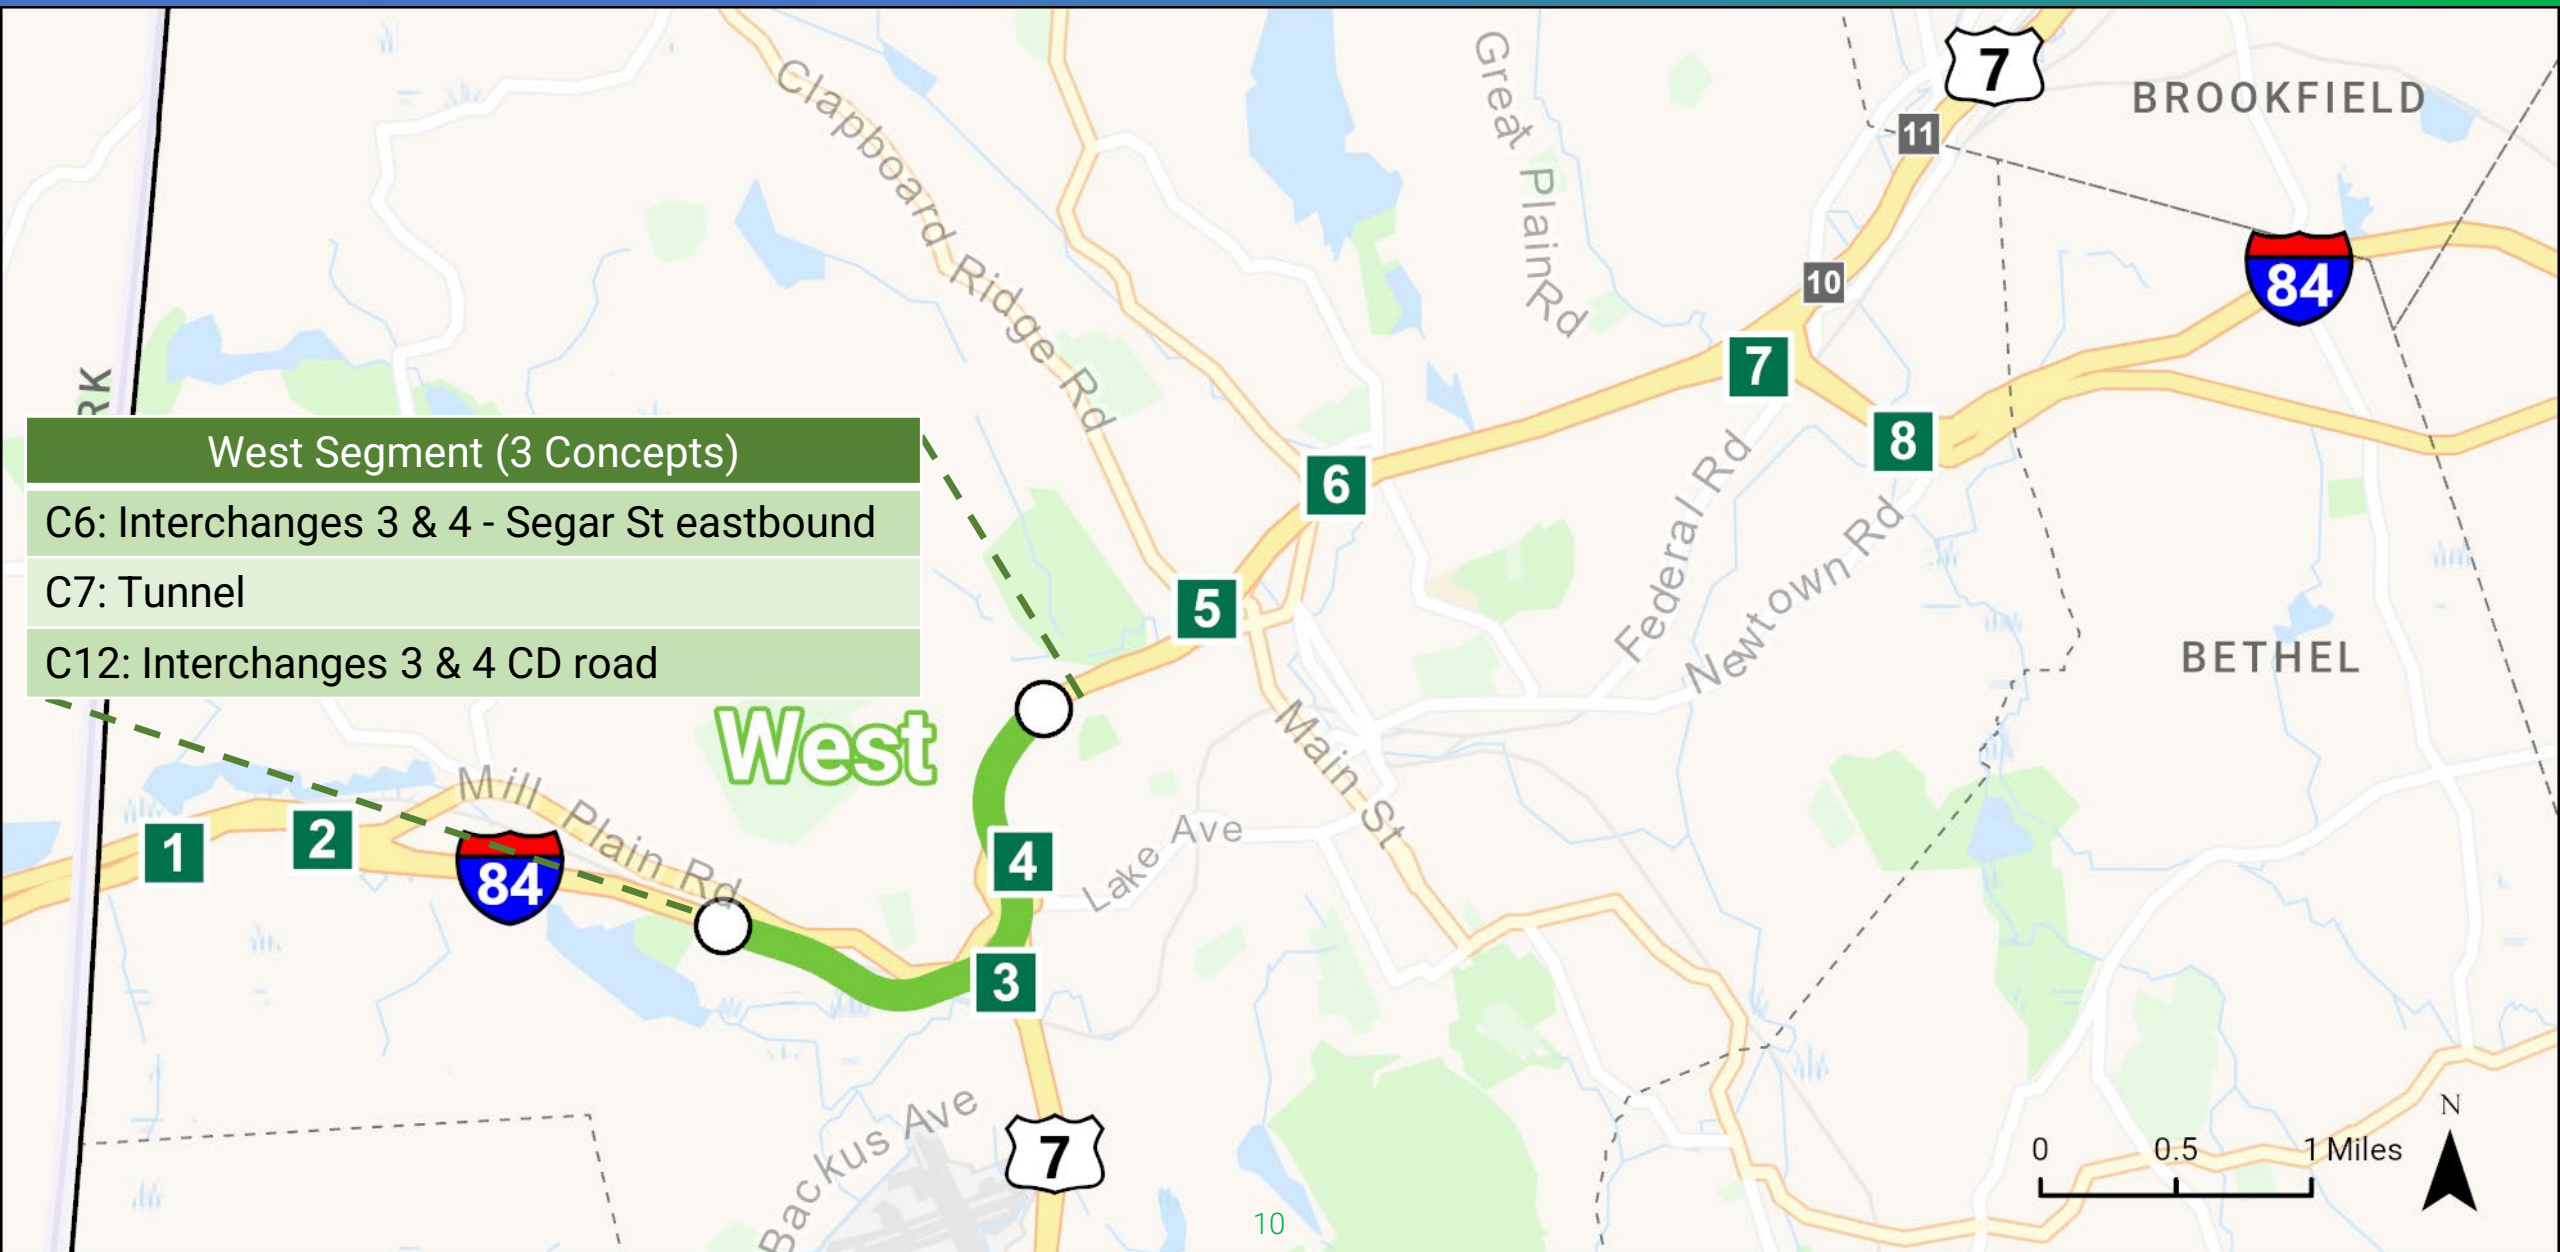 7
BROOKFIELD
11
Clapboard Ridge Rd
Great Plain Rd
10
84
7
RK
8
6
West Segment (3 Concepts)
C6: Interchanges 3 & 4 - Segar St eastbound
C7: Tunnel
C12: Interchanges 3 & 4 CD road
5
Federal Rd
Newtown Rd
BETHEL
West
Main St
Mill Plain Rd
1
2
84
4
Lake Ave
3
Backus Ave
7
N
0 0.5 1 Miles
10